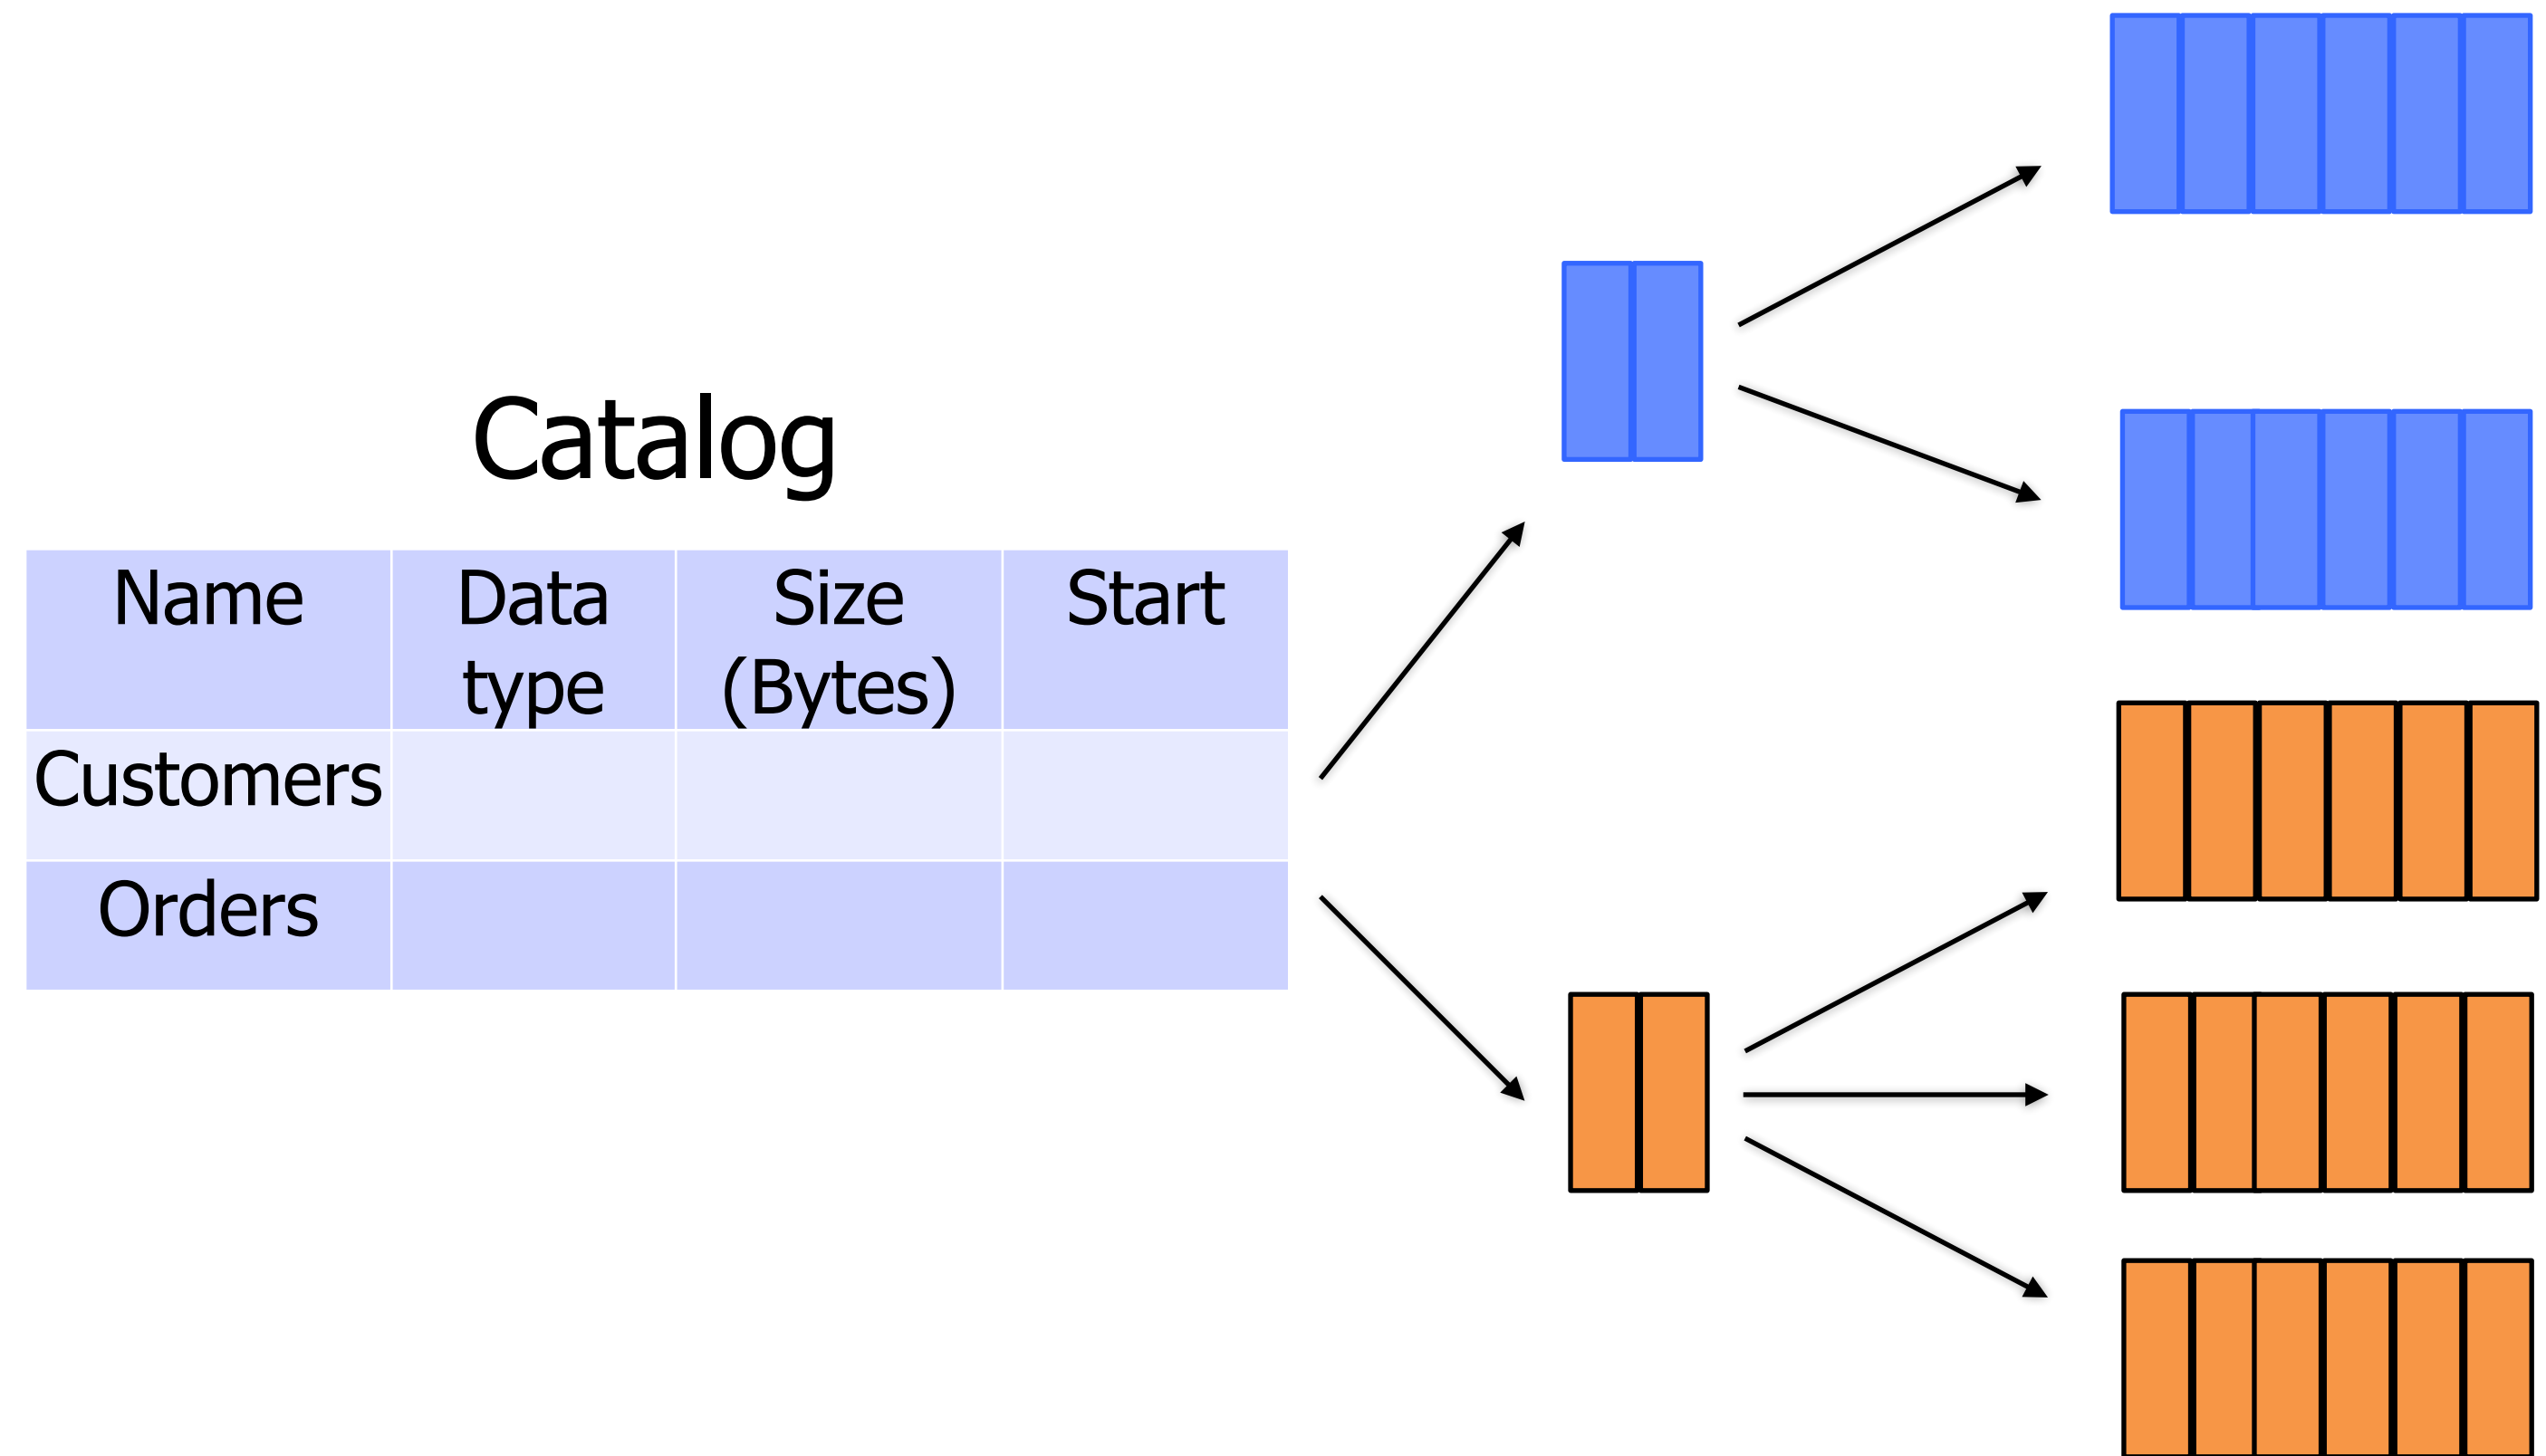 Catalog
Name
Data
type
Size
(Bytes)
Start
Customers
Orders